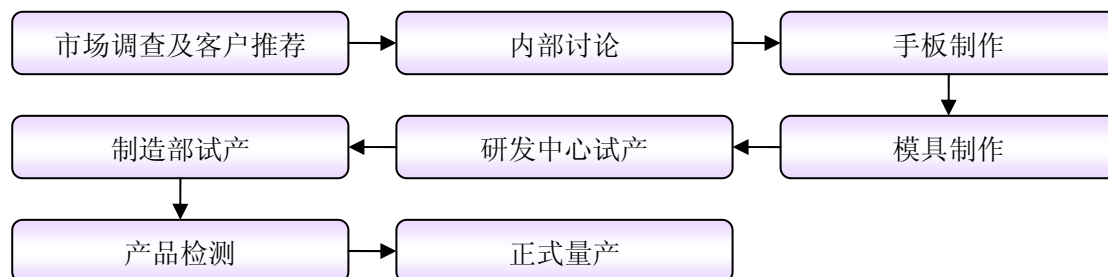 市场调查及客户推荐
内部讨论
手板制作
模具制作
研发中心试产
制造部试产
产品检测
正式量产